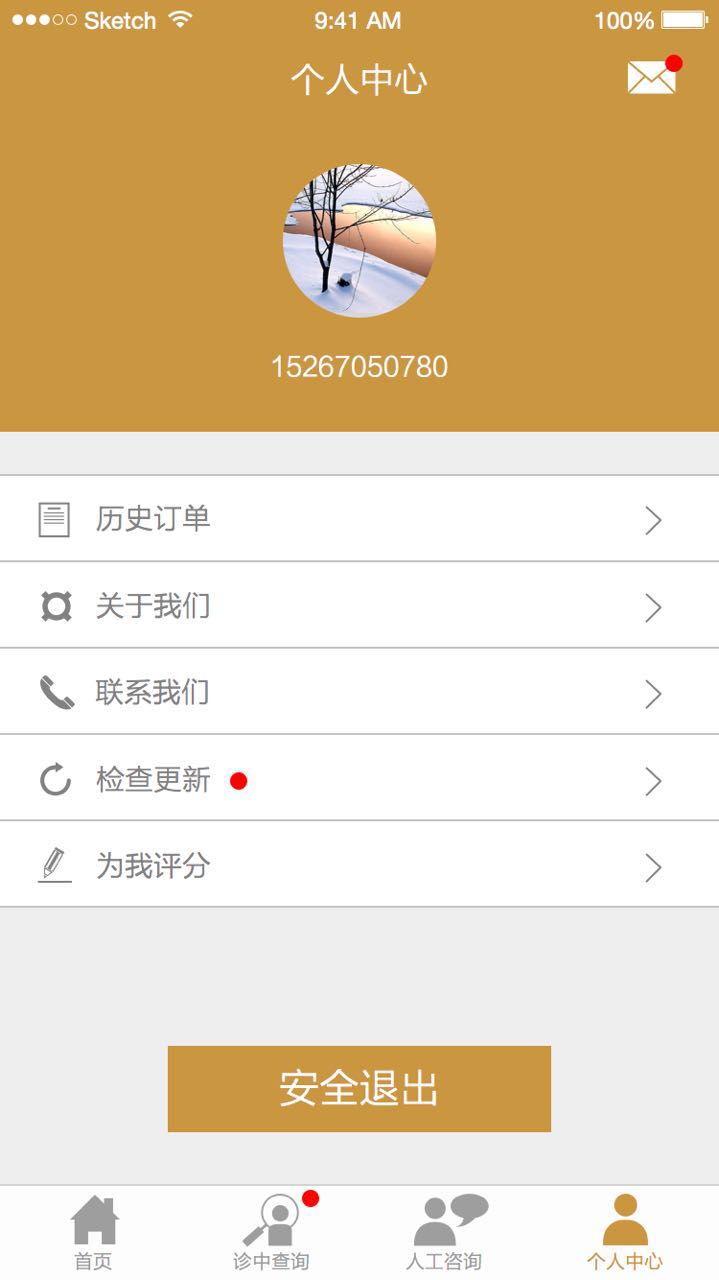 Sketch 9:41 AM 100%
个人中心
15267050780
历史订单
关于我们
联系我们
检查更新
为我评分
安全退出
首页 诊中查询 人工咨询 个人中心